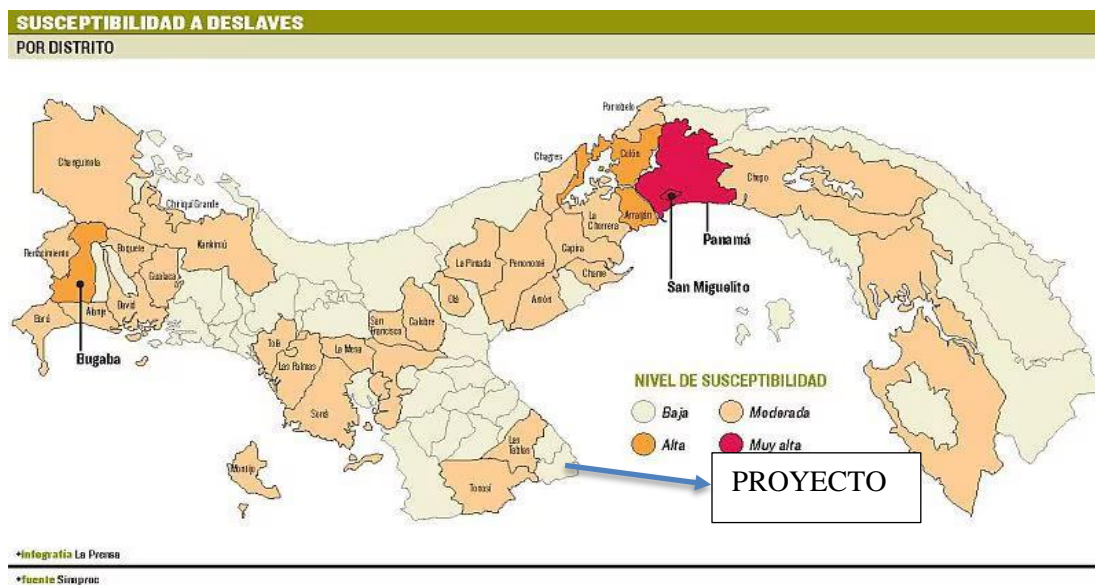 SUSCEPTIBILIDAD A DESLAVES
POR DISTRITO
Portobelo
Changuinola
Chagres
Colón
Chepo
Chiriquí Grande
La Chorrera
Arraiján
Panamá
Renacimiento
Boquete
Kankintú
La Pintada
Penonomé
Capira
Gualaca
Chame
San Miguelito
Olá
Antón
Barú
Alanje
David
San Francisco
Calobre
Bugaba
Tolé
La Mesa
Las Palmas
NIVEL DE SUSCEPTIBILIDAD
Baja
Moderada
Soná
Alta
Muy alta
Las Tablas
Montijo
PROYECTO
Tonosí
Infografía La Prensa
fuente Sinaproc